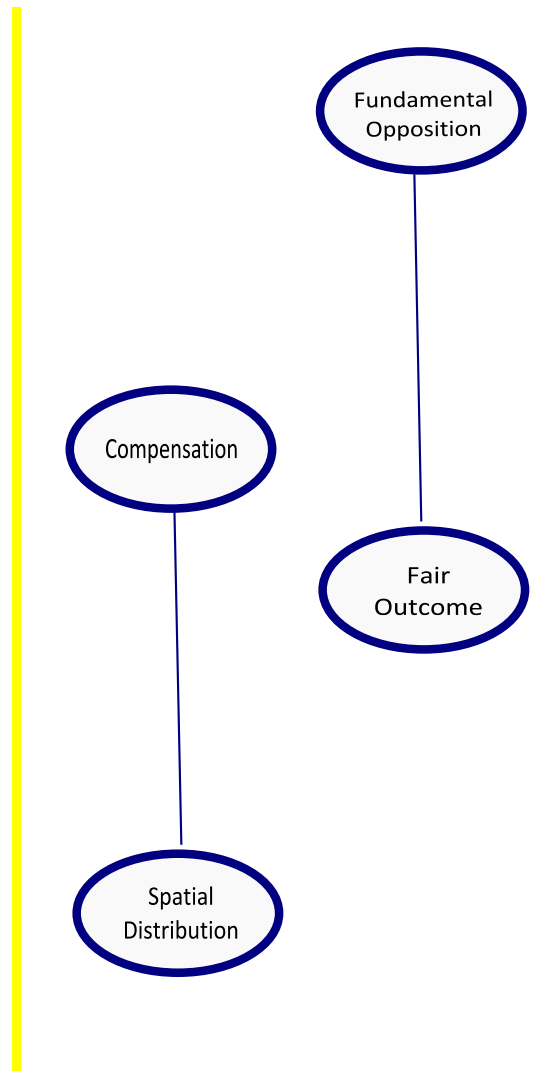 Fundamental
Opposition
Compensation
Fair
Outcome
Spatial
Distribution